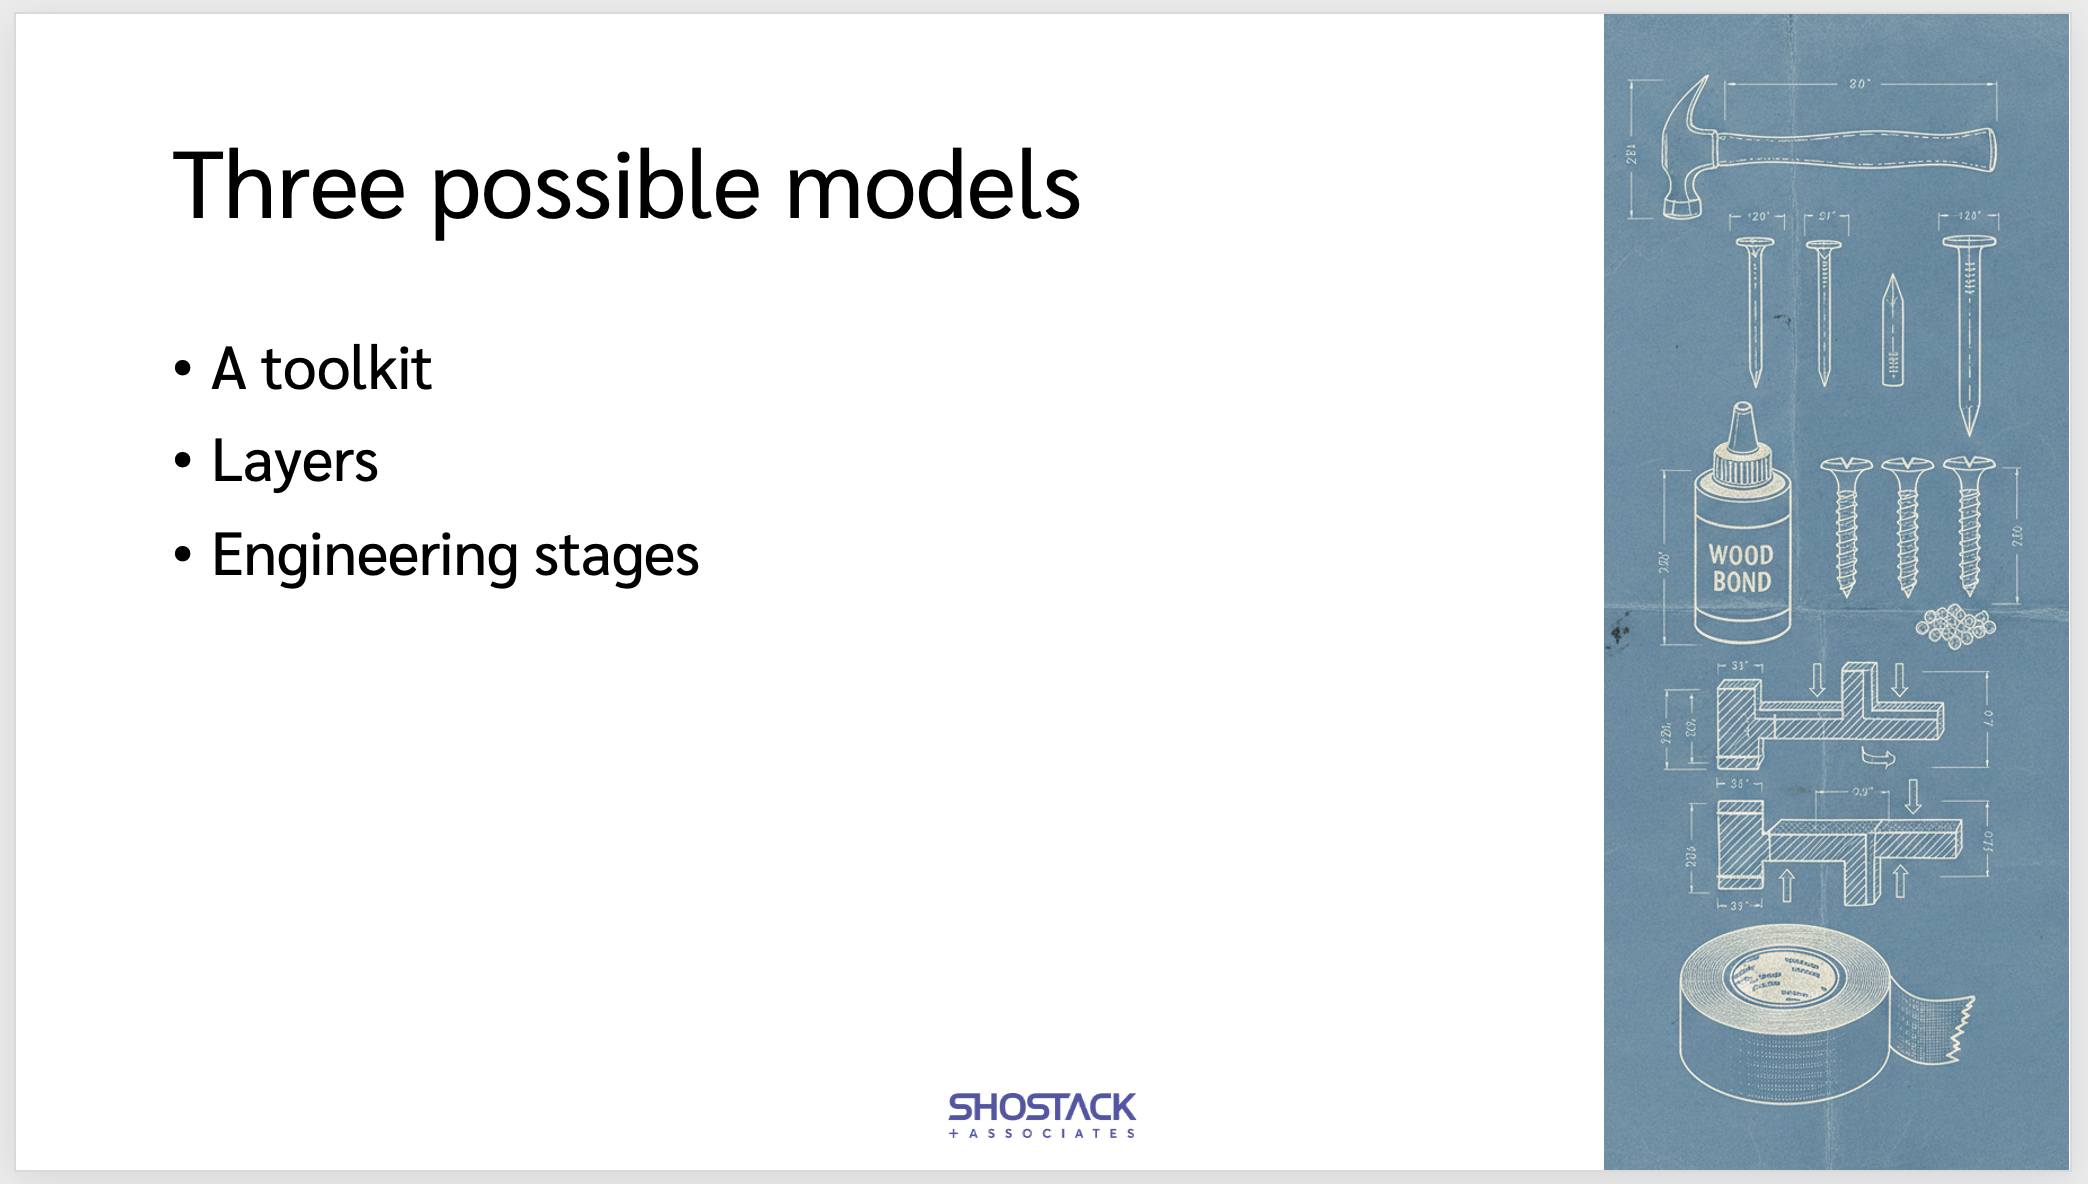 Three possible models
• A toolkit
• Layers
• Engineering stages
SHOSTACK
+ ASSOCIATES
WOOD
BOND